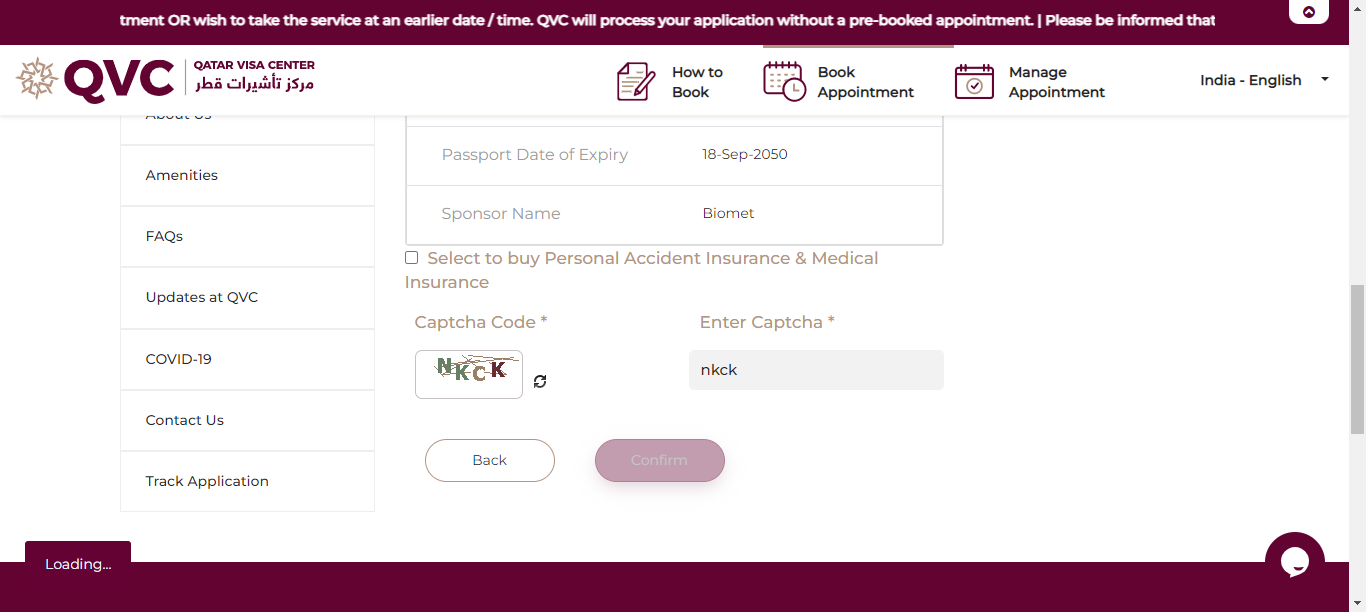 tment OR wish to take the service at an earlier date / time. QVC will process your application without a pre-booked appointment. | Please be informed that
QVC
QATAR VISA CENTER
مركز تأشيرات قطر
How to
Book
Book
Appointment
Manage
Appointment
India - English
About Us
Amenities
FAQs
Updates at QVC
COVID-19
Contact Us
Track Application
Passport Date of Expiry 18-Sep-2050
Sponsor Name Biomet
Select to buy Personal Accident Insurance & Medical
Insurance
Captcha Code * Enter Captcha *
NKCK nkck
Back Confirm
Loading...